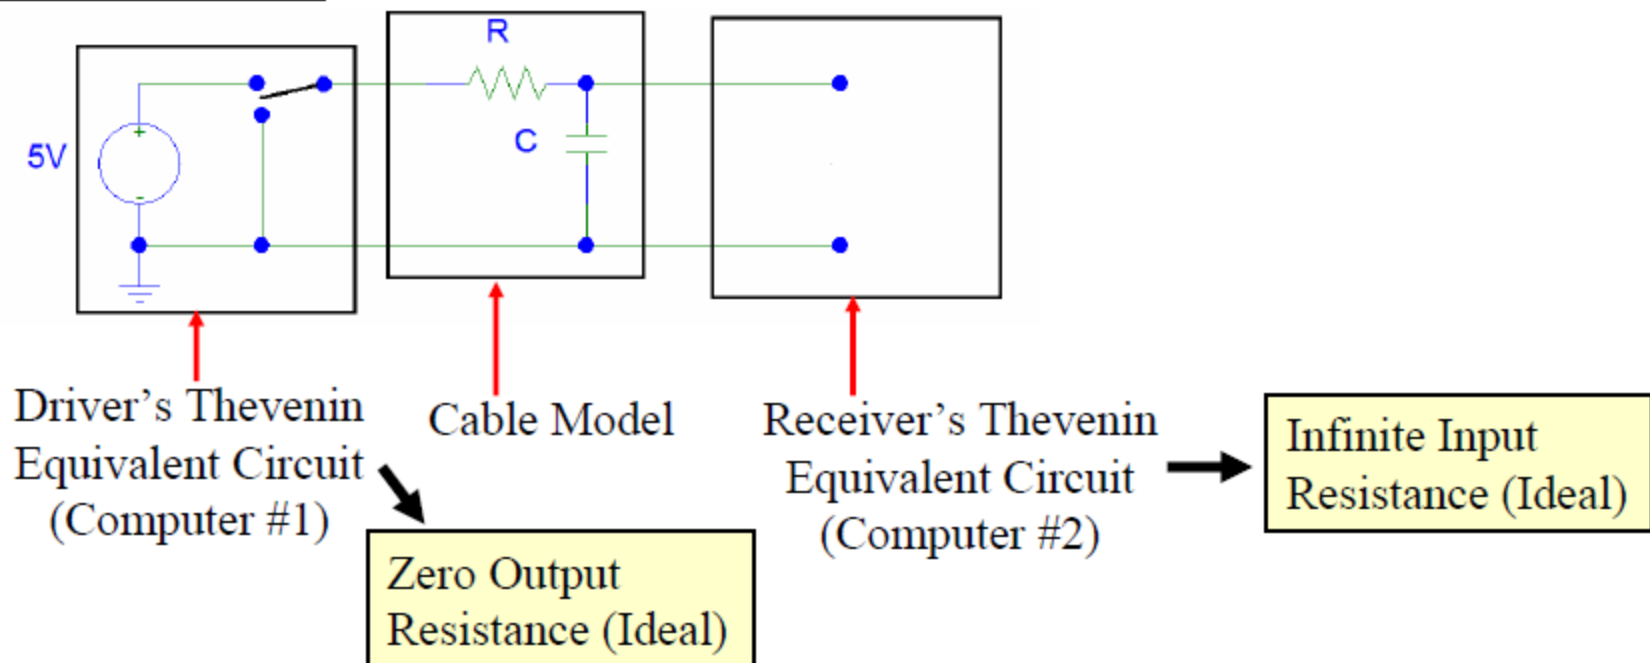 R
C
5V
+
-
Driver's Thevenin
Equivalent Circuit
(Computer #1)
Cable Model
Receiver's Thevenin
Equivalent Circuit
(Computer #2)
Infinite Input
Resistance (Ideal)
Zero Output
Resistance (Ideal)